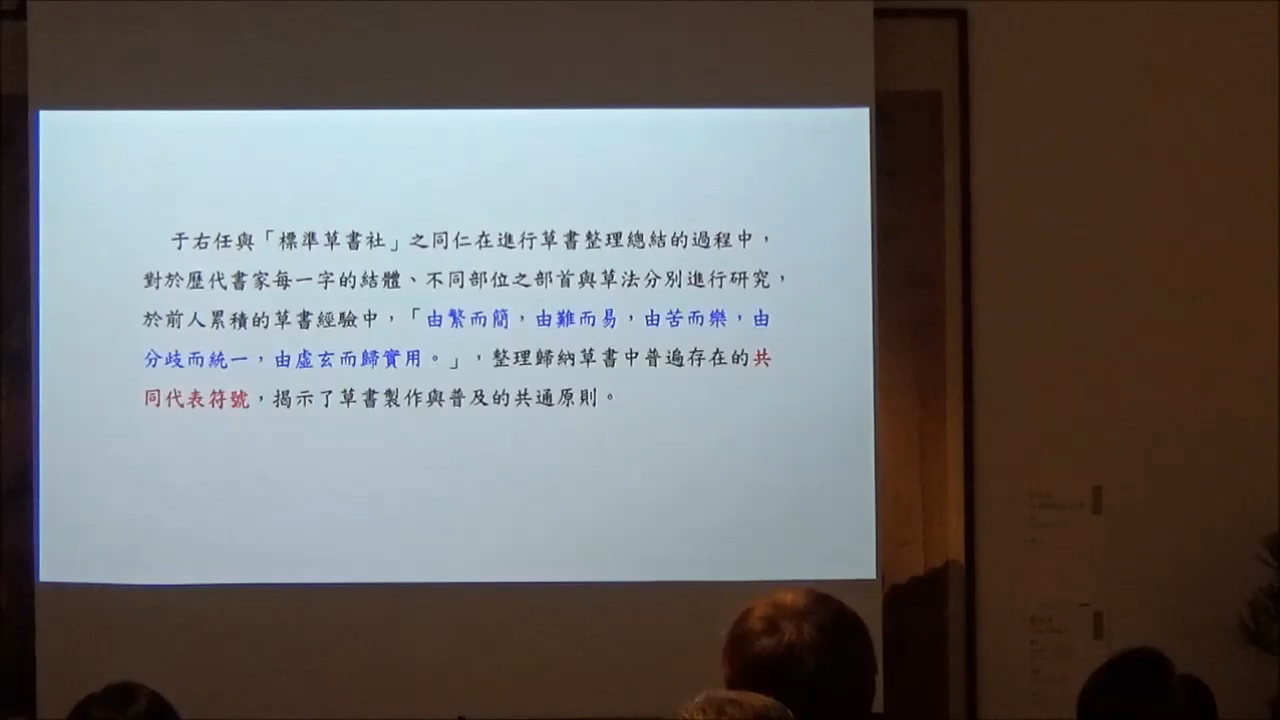 于右任與「標準草書社」之同仁在進行草書整理總結的過程中，
對於歷代書家每一字的結體、不同部位之部首與草法分別進行研究，
於前人累積的草書經驗中，「由繁而簡，由難而易，由苦而樂，由
分歧而統一，由虛玄而歸實用。」，整理歸納草書中普遍存在的共
同代表符號，揭示了草書製作與普及的共通原則。